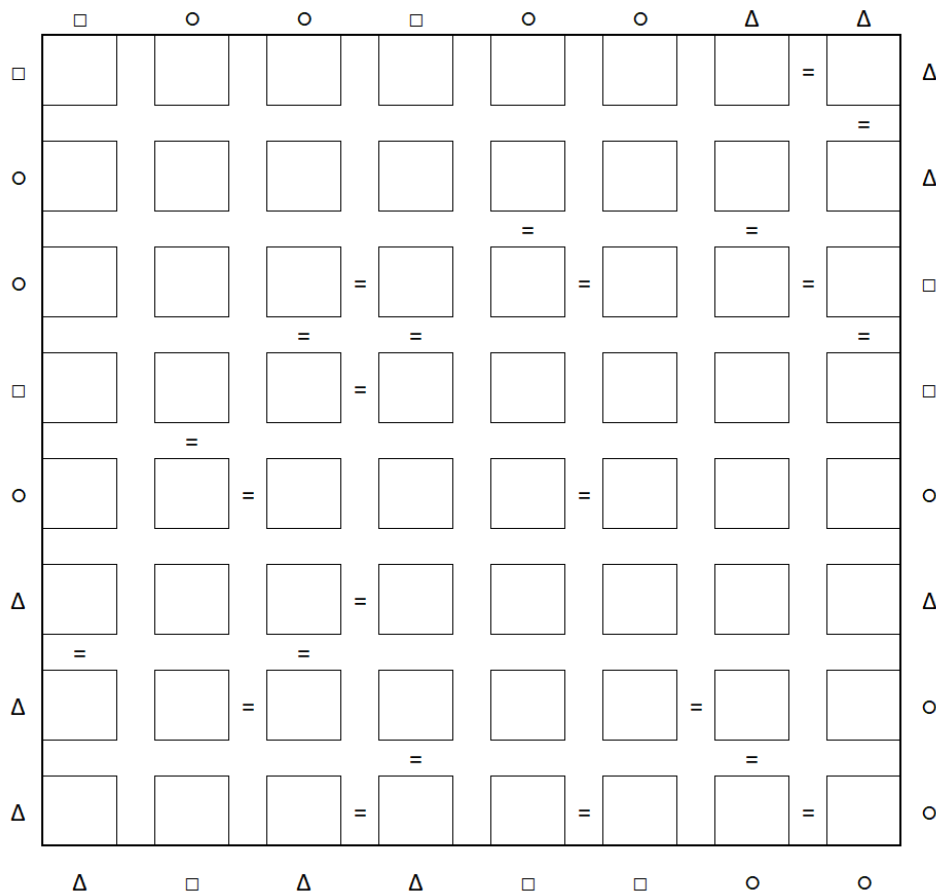 □ ○ ○ □ ○ ○ Δ Δ
□ = Δ
=
○ Δ
= =
○ = = = □
= = =
□ = □
=
○ = = ○
Δ = Δ
= =
Δ = = ○
= =
Δ = = = ○
Δ □ Δ Δ □ □ ○ ○